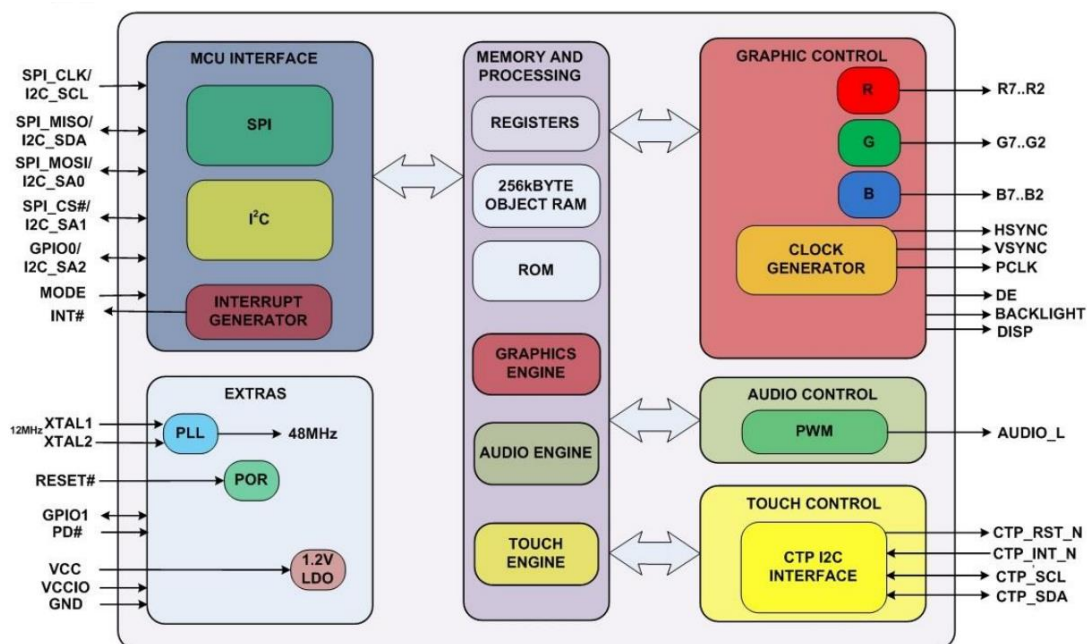 MCU INTERFACE
SPI_CLK/
I2C_SCL
SPI_MISO/
I2C_SDA
SPI_MOSI/
I2C_SA0
SPI_CS#/
I2C_SA1
GPIO0/
I2C_SA2
MODE
INT#
SPI
I²C
INTERRUPT
GENERATOR
EXTRAS
12MHz
XTAL1
XTAL2
PLL
48MHz
RESET#
POR
GPIO1
PD#
VCC
VCCIO
GND
1.2V
LDO
MEMORY AND
PROCESSING
REGISTERS
256kBYTE
OBJECT RAM
ROM
GRAPHICS
ENGINE
AUDIO ENGINE
TOUCH
ENGINE
GRAPHIC CONTROL
R
G
B
CLOCK
GENERATOR
R7..R2
G7..G2
B7..B2
HSYNC
VSYNC
PCLK
DE
BACKLIGHT
DISP
AUDIO CONTROL
PWM
AUDIO_L
TOUCH CONTROL
CTP I2C
INTERFACE
CTP_RST_N
CTP_INT_N
CTP_SCL
CTP_SDA